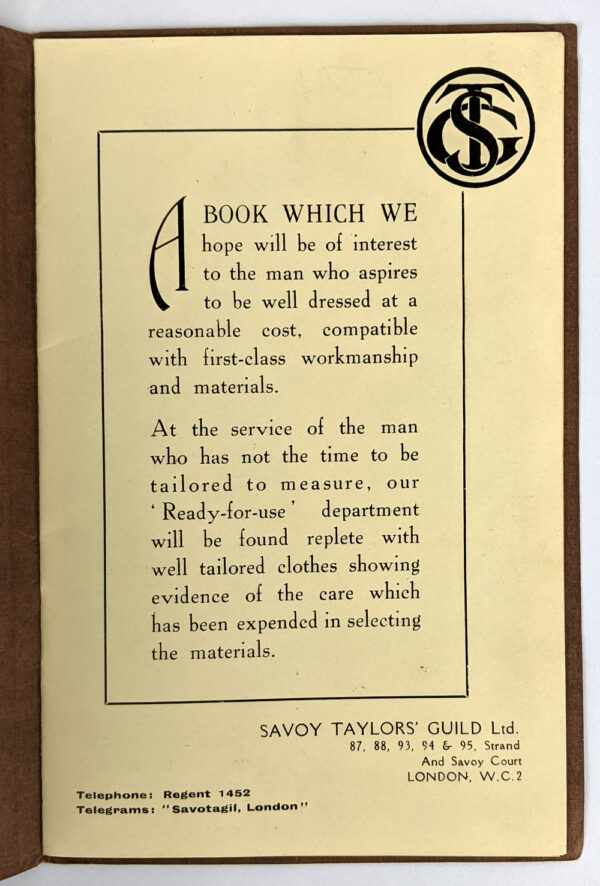 STG
A BOOK WHICH WE
hope will be of interest
to the man who aspires
to be well dressed at a
reasonable cost, compatible
with first-class workmanship
and materials.
At the service of the man
who has not the time to be
tailored to measure, our
‘Ready-for-use’ department
will be found replete with
well tailored clothes showing
evidence of the care which
has been expended in selecting
the materials.
SAVOY TAYLORS’ GUILD Ltd.
87, 88, 93, 94 & 95, Strand
And Savoy Court
LONDON, W.C.2
Telephone: Regent 1452
Telegrams: "Savotagil, London"